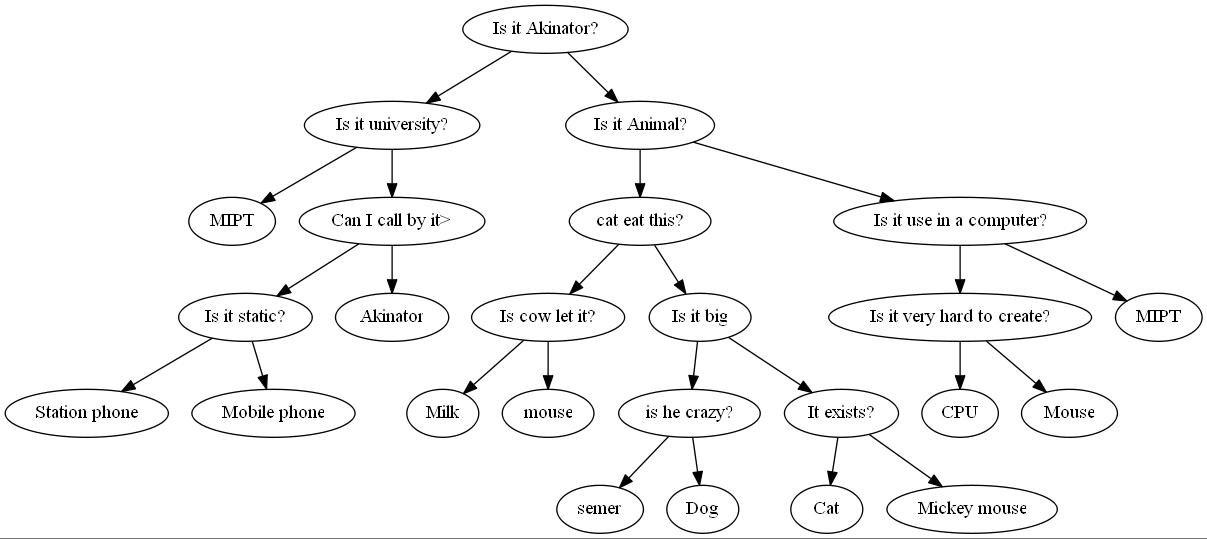 Is it Akinator?
Is it university?
Is it Animal?
MIPT
Can I call by it>
cat eat this?
Is it use in a computer?
Is it static?
Akinator
Is cow let it?
Is it big
Is it very hard to create?
MIPT
Station phone
Mobile phone
Milk
mouse
is he crazy?
It exists?
CPU
Mouse
semer
Dog
Cat
Mickey mouse